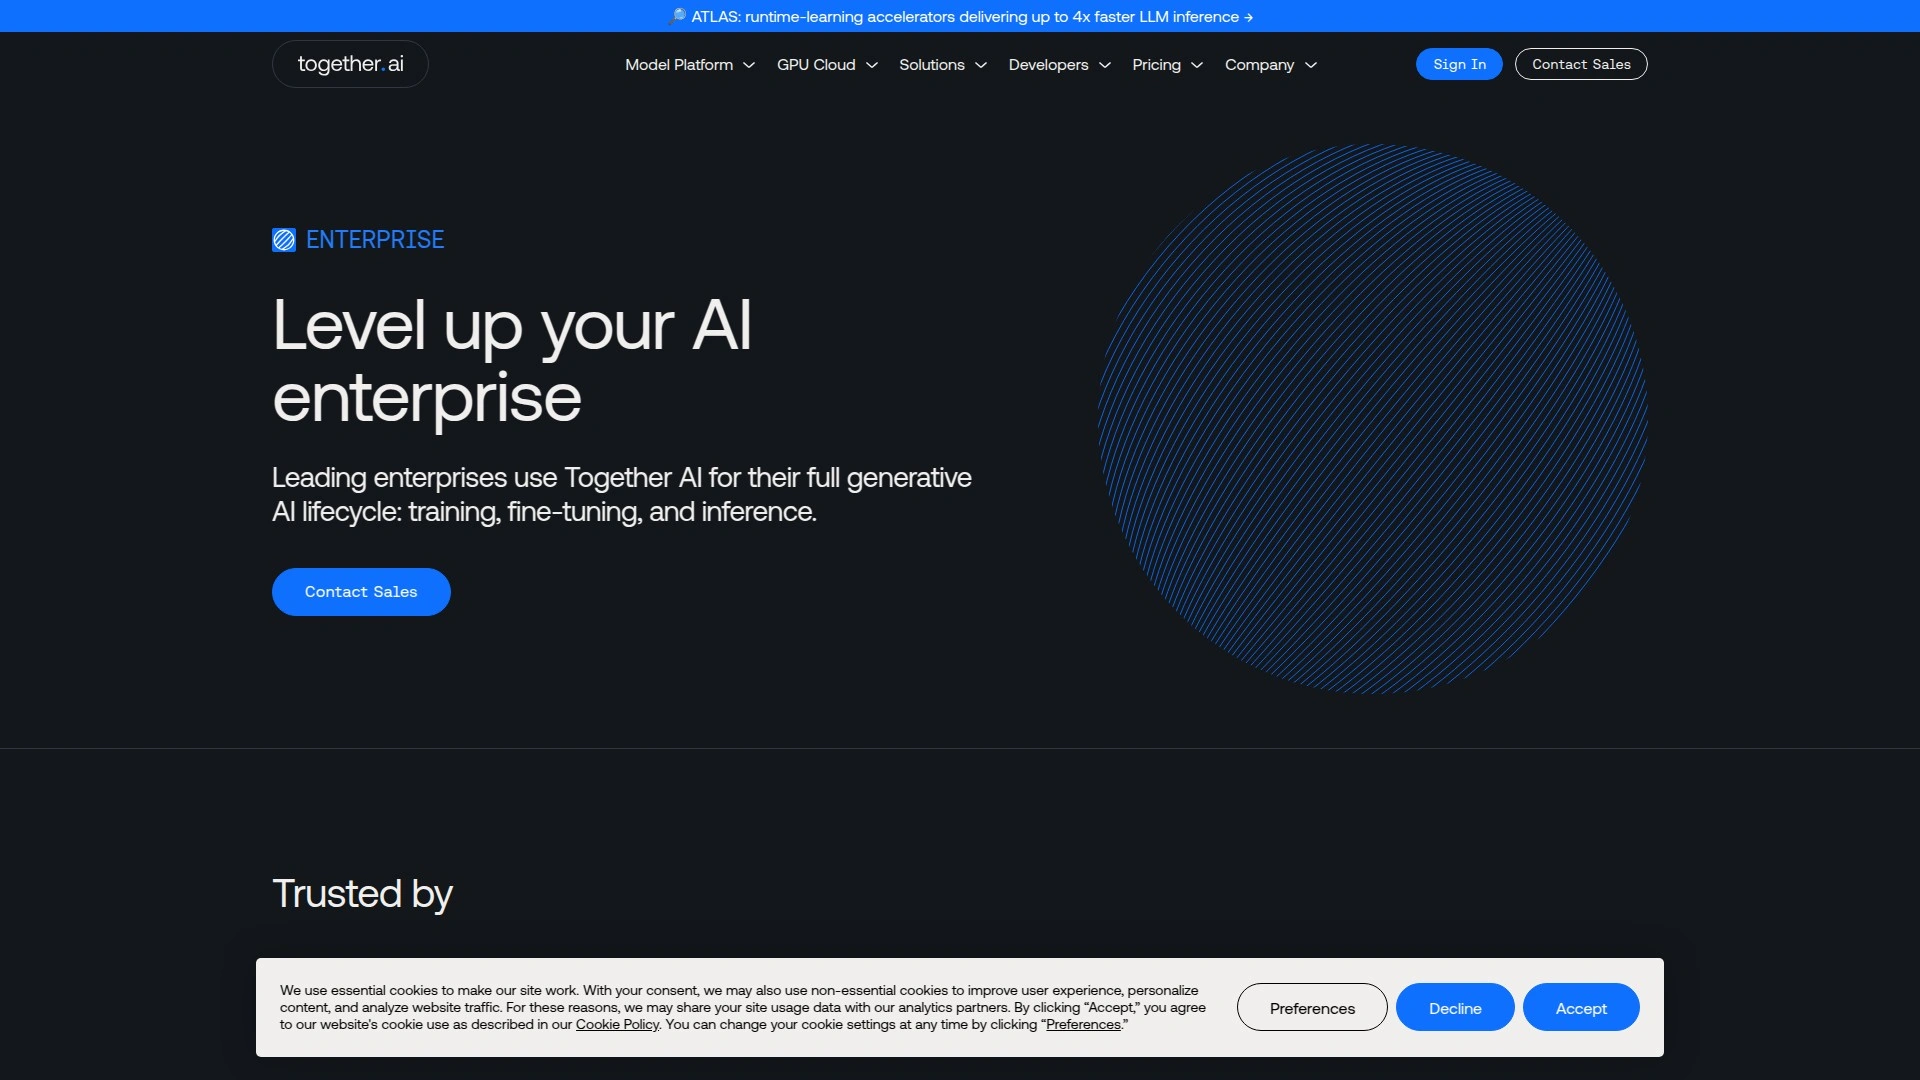 🔎 ATLAS: runtime-learning accelerators delivering up to 4x faster LLM inference →
together.ai
Model Platform
GPU Cloud
Solutions
Developers
Pricing
Company
Sign In
Contact Sales
ENTERPRISE
Level up your AI
enterprise
Leading enterprises use Together AI for their full generative
AI lifecycle: training, fine-tuning, and inference.
Contact Sales
Trusted by
We use essential cookies to make our site work. With your consent, we may also use non-essential cookies to improve user experience, personalize
content, and analyze website traffic. For these reasons, we may share your site usage data with our analytics partners. By clicking “Accept,” you agree
to our website's cookie use as described in our Cookie Policy. You can change your cookie settings at any time by clicking “Preferences.”
Preferences
Decline
Accept